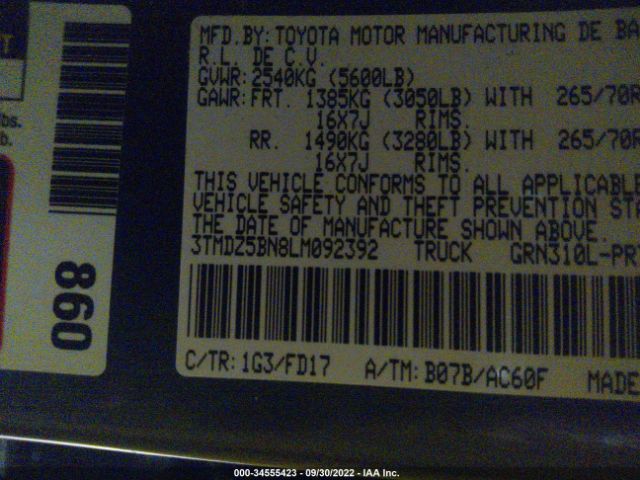 MFD.BY: TOYOTA MOTOR MANUFACTURING DE BA
R.L. DE C.V.
GVWR: 2540KG (5600LB)
GAWR: FRT. 1385KG (3050LB) WITH 265/70R
16X7J RIMS.
RR. 1490KG (3280LB) WITH 265/70R
16X7J RIMS.
THIS VEHICLE CONFORMS TO ALL APPLICABLE
VEHICLE SAFETY AND THEFT PREVENTION STA
THE DATE OF MANUFACTURE SHOWN ABOVE.
3TMDZ5BN8LM092392 TRUCK GRN310L-PR
C/TR: 1G3/FD17 A/TM: B07B/AC60F MADE
lbs.
b.
860
000-34555423 - 09/30/2022 - IAA Inc.